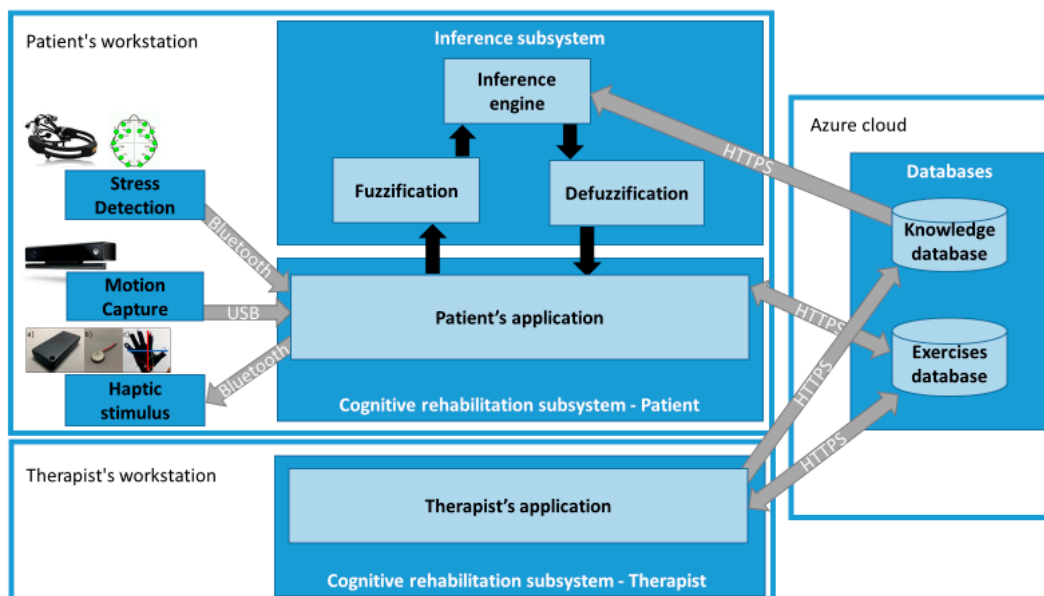 Patient's workstation
Inference subsystem
Inference
engine
Fuzzification
Defuzzification
Stress
Detection
Bluetooth
Motion
Capture
USB
a)
b)
c)
Haptic
stimulus
Bluetooth
Patient's application
Cognitive rehabilitation subsystem - Patient
HTTPS
HTTPS
HTTPS
HTTPS
Azure cloud
Databases
Knowledge
database
Exercises
database
Therapist's workstation
Therapist's application
Cognitive rehabilitation subsystem - Therapist